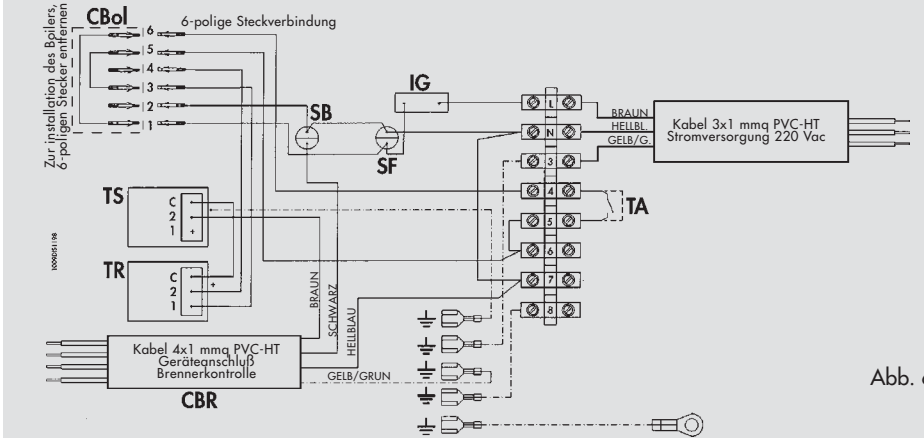 Zur installation des Boilers,
6-poligen Stecker entfernen
CBol
6-polige Steckverbindung
6
5
4
3
2
1
SB
SF
IG
L
N
3
4
5
6
7
8
BRAUN
HELLBL.
GELB/G.
Kabel 3x1 mmq PVC-HT
Stromversorgung 220 Vac
TA
TS
C
2
1
+
TR
C
2
1
+
BRAUN
SCHWARZ
HELLBLAU
GELB/GRUN
Kabel 4x1 mmq PVC-HT
Geräteanschluß
Brennerkontrolle
CBR
Abb.